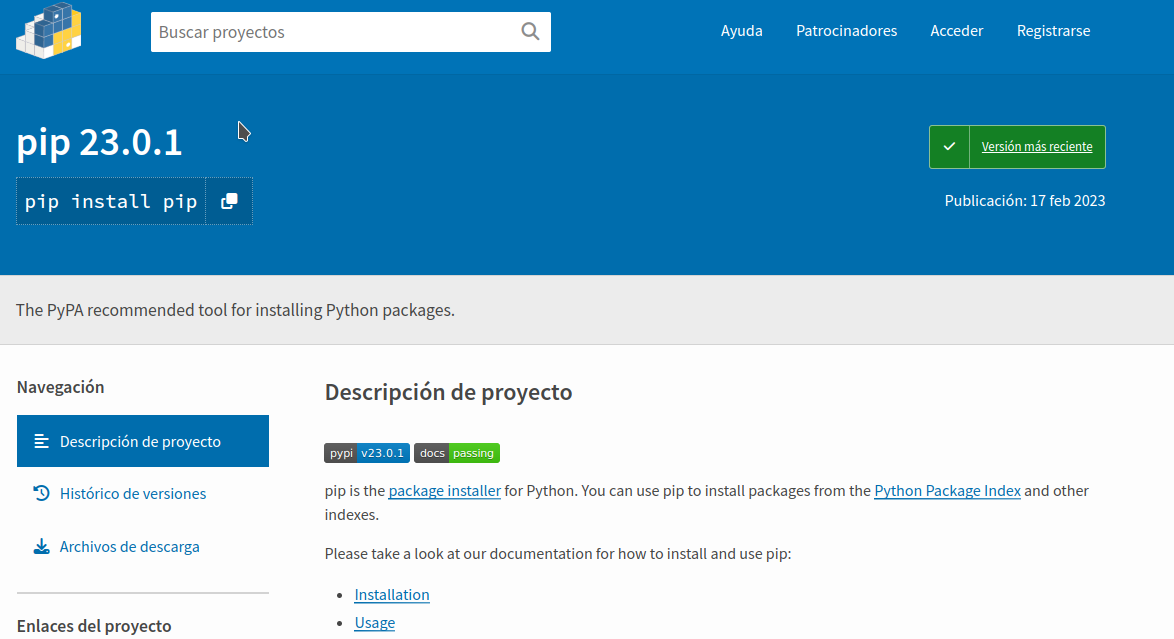 Buscar proyectos
Ayuda
Patrocinadores
Acceder
Registrarse
pip 23.0.1
pip install pip
Versión más reciente
Publicación: 17 feb 2023
The PyPA recommended tool for installing Python packages.
Navegación
Descripción de proyecto
Histórico de versiones
Archivos de descarga
Enlaces del proyecto
Descripción de proyecto
pypi v23.0.1 docs passing
pip is the package installer for Python. You can use pip to install packages from the Python Package Index and other
indexes.
Please take a look at our documentation for how to install and use pip:
Installation
Usage